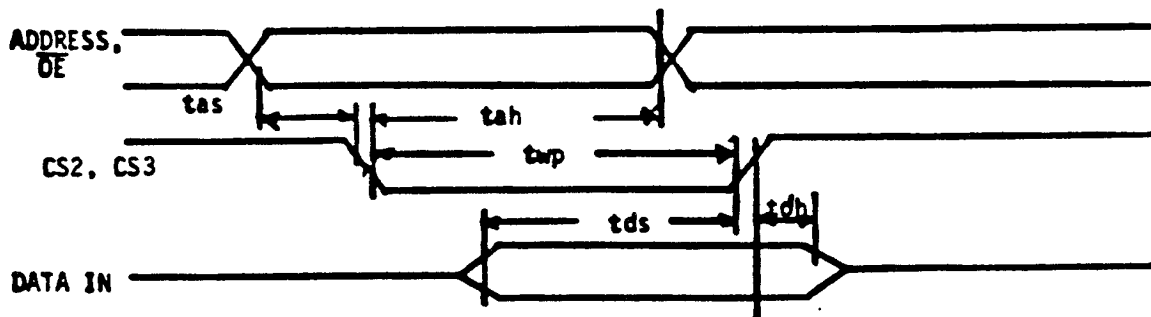 ADDRESS,
OE
tas
tah
CS2, CS3
twp
tds
tdh
DATA IN